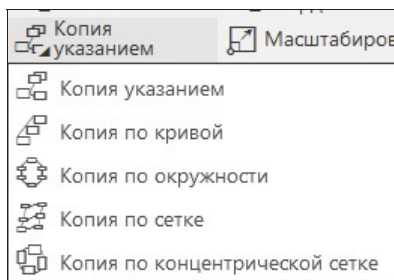 Копия
указанием
Масштабиров
Копия указанием
Копия по кривой
Копия по окружности
Копия по сетке
Копия по концентрической сетке